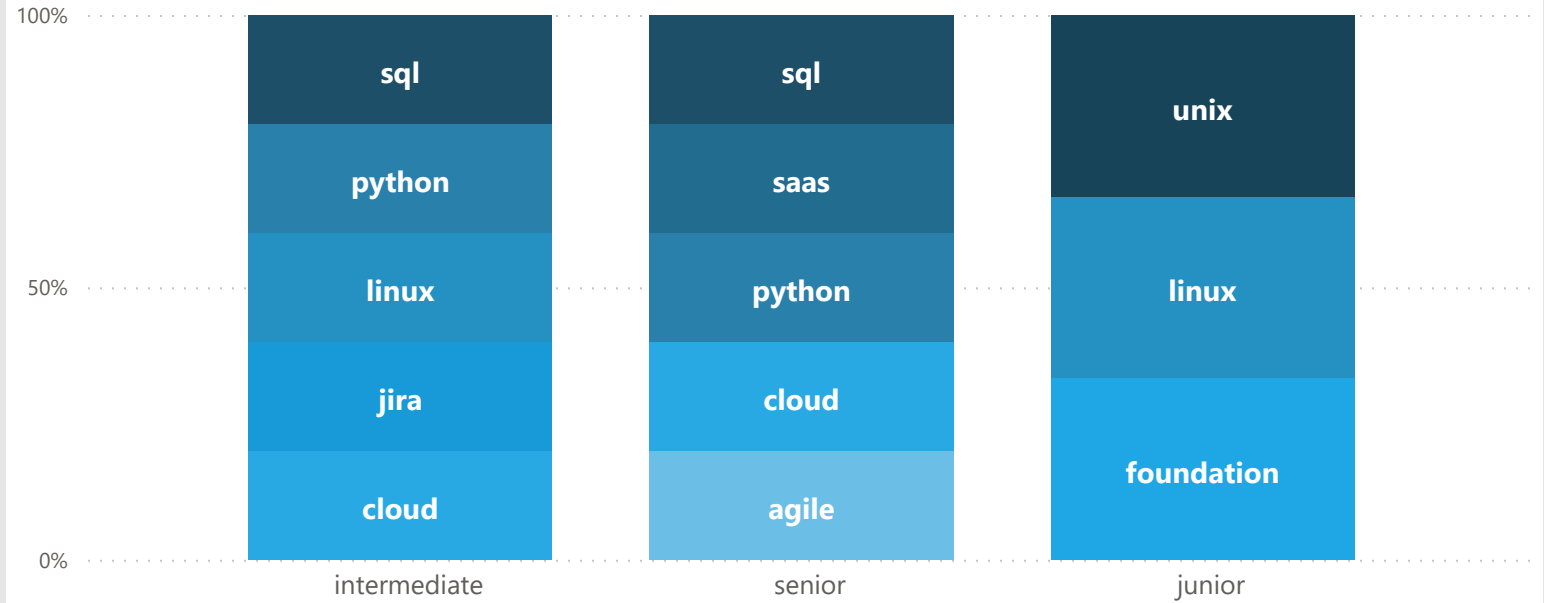 100%
sql
sql
unix
python
saas
50%
linux
python
linux
jira
cloud
foundation
cloud
agile
0%
intermediate
senior
junior